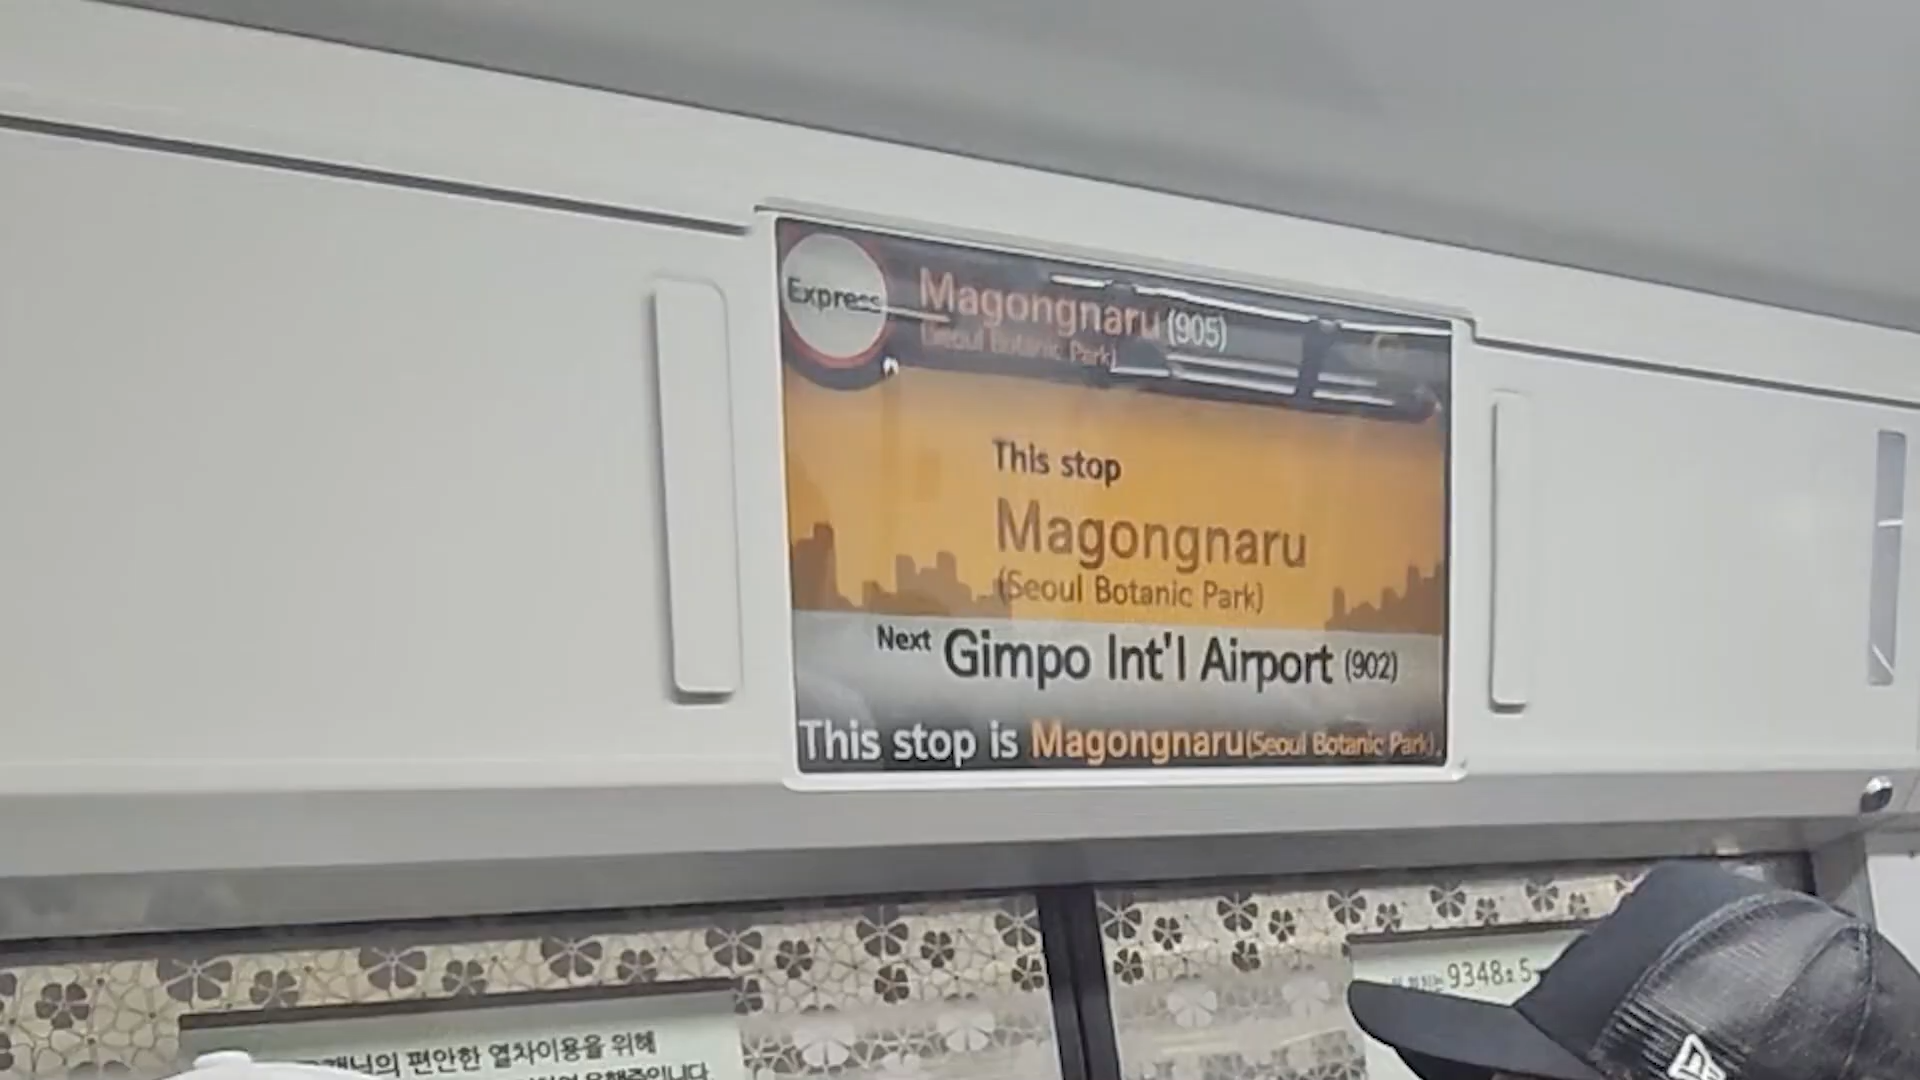 Express
Magongnaru (905)
(Seoul Botanic Park)
This stop
Magongnaru
(Seoul Botanic Park)
Next Gimpo Int'l Airport (902)
This stop is Magongnaru(Seoul Botanic Park).
9348
편안한 열차이용을 위해